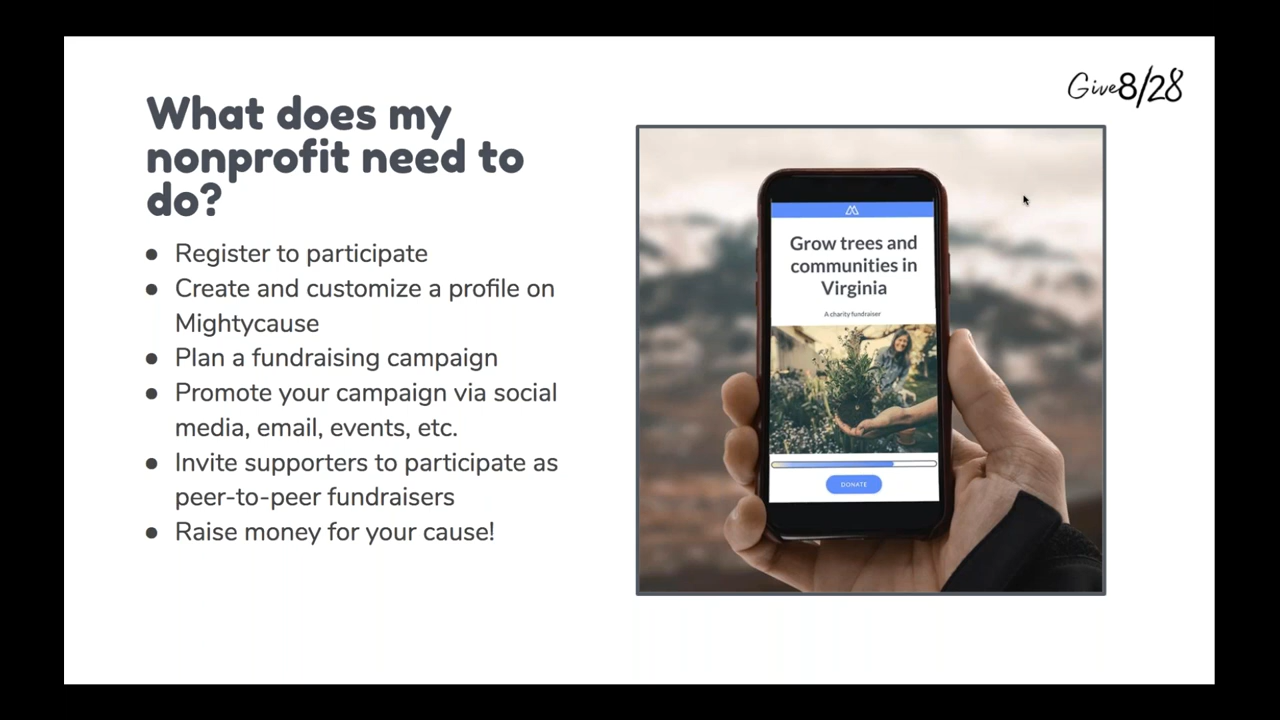 Give8/28
What does my
nonprofit need to
do?
● Register to participate
● Create and customize a profile on
Mightycause
● Plan a fundraising campaign
● Promote your campaign via social
media, email, events, etc.
● Invite supporters to participate as
peer-to-peer fundraisers
● Raise money for your cause!
Grow trees and
communities in
Virginia
A charity fundraiser
DONATE